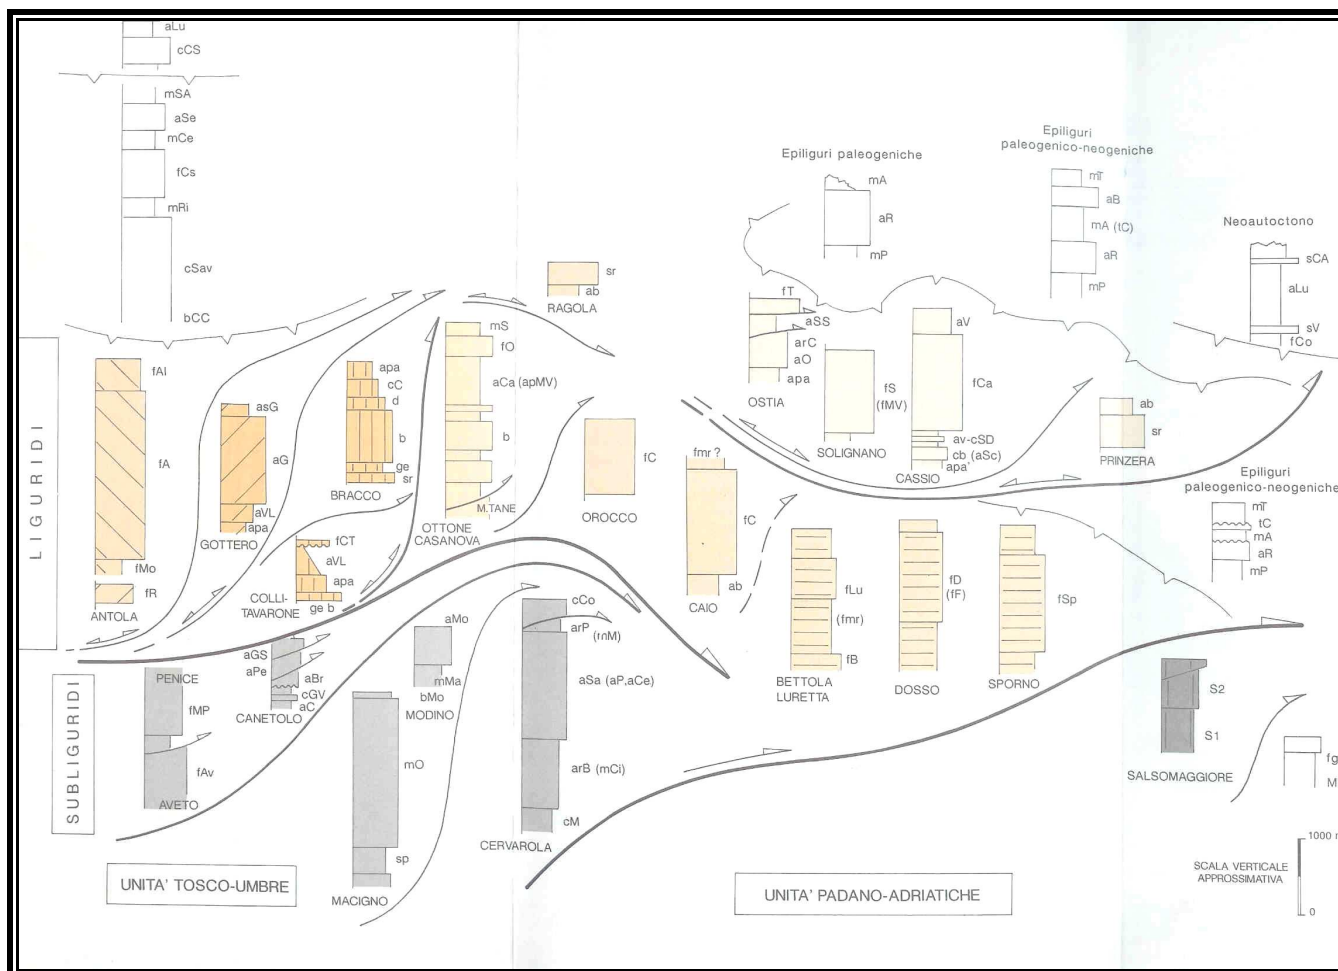 aLu
cCS
mSA
aSe
mCe
fCs
mRi
cSav
bCC
Epiliguri paleogeniche
mA
aR
mP
Epiliguri
paleogenico-neogeniche
mT
aB
mA (tC)
aR
mP
Neoautoctono
sCA
aLu
sV
fCo
LIGURIDI
fAl
fA
fMo
fR
ANTOLA
asG
aG
aVL
apa
GOTTERO
apa
cC
d
b
ge
sr
BRACCO
fCT
aVL
apa
ge b
COLLI-
TAVARONE
mS
fO
aCa (apMV)
b
M.TANE
OTTONE
CASANOVA
sr
ab
RAGOLA
fC
OROCCO
fmr ?
fC
ab
CAIO
fT
aSS
arC
aO
apa
OSTIA
fS
(fMV)
SOLIGNANO
aV
fCa
av-cSD
cb (aSc)
apa'
CASSIO
ab
sr
PRINZERA
Epiliguri
paleogenico-neogeniche
mT
tC
mA
aR
mP
fLu
(fmr)
fB
BETTOLA
LURETTA
fD
(fF)
DOSSO
fSp
SPORNO
SUBLIGURIDI
PENICE
fMP
fAv
AVETO
aGS
aPe
aBr
cGV
aC
CANETOLO
aMo
mMa
bMo
MODINO
mO
sp
MACIGNO
cCo
arP
(mM)
aSa (aP,aCe)
arB (mCi)
cM
CERVAROLA
S2
S1
SALSOMAGGIORE
fg
M
UNITA' TOSCO-UMBRE
UNITA' PADANO-ADRIATICHE
SCALA VERTICALE
APPROSSIMATIVA
1000 m
0